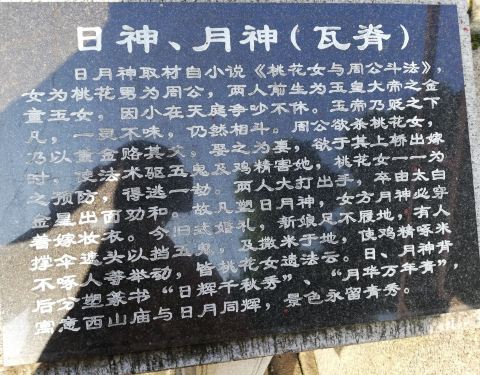 日神、月神(瓦脊)
日月神取材自小说《桃花女与周公斗法》,
女为桃花男为周公,两人前生为玉皇大帝之金
童玉女,因小在天庭争吵不休。玉帝乃贬之下
凡,一灵不昧,仍然相斗。周公欲杀桃花女,
乃以重金赂其父,娶之为妻,欲于其上桥出嫁
时,使法术驱五鬼及鸡精害她,桃花女一一为
之预防,得逃一劫。两人大打出手,卒由太白
金星出面劝和。故凡塑日月神,女方月神必穿
着嫁妆衣。今旧式婚礼,新娘足不履地,有人
撑伞遮头以挡五鬼,及撒米于地,使鸡精啄米
不啄人等举动,皆桃花女遗法云。日、月神背
后分塑篆书“日辉千秋秀”、“月华万年青”,
寓意西山庙与日月同辉,景色永留青秀。